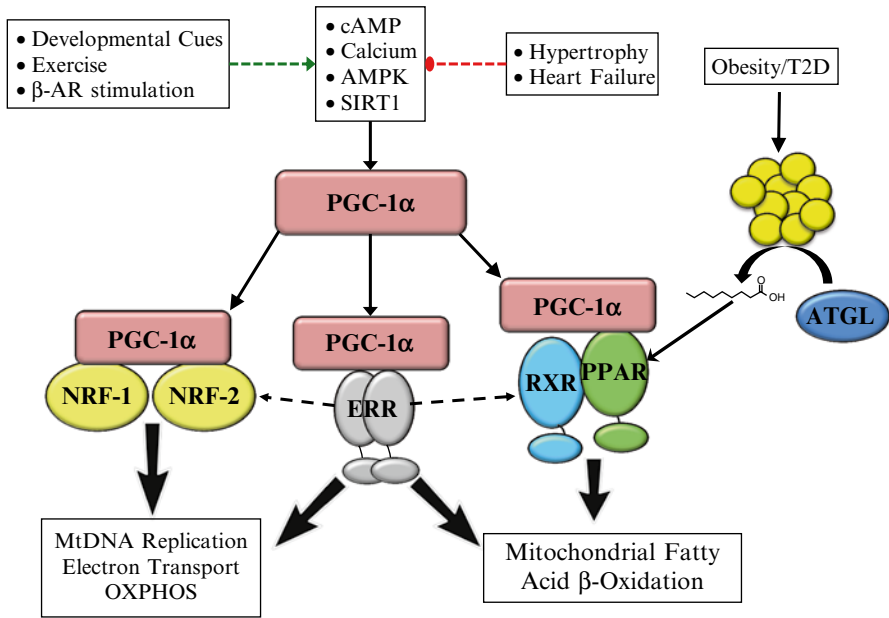 • Developmental Cues
• Exercise
• β-AR stimulation
• cAMP
• Calcium
• AMPK
• SIRT1
• Hypertrophy
• Heart Failure
Obesity/T2D
PGC-1α
PGC-1α
PGC-1α
PGC-1α
O
OH
ATGL
NRF-1
NRF-2
ERR
RXR
PPAR
MtDNA Replication
Electron Transport
OXPHOS
Mitochondrial Fatty
Acid β-Oxidation